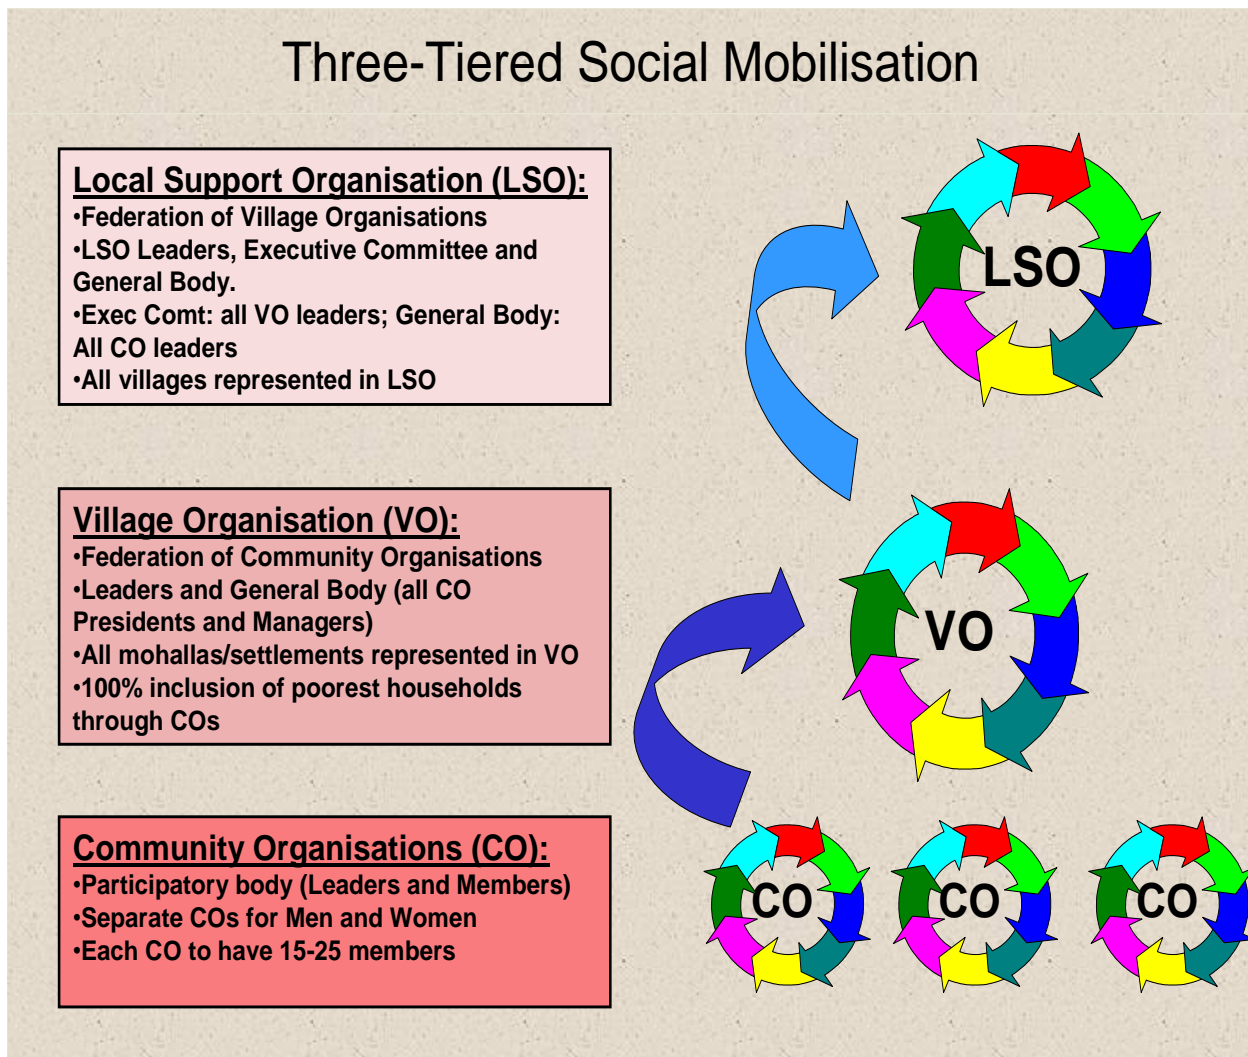 Three-Tiered Social Mobilisation
Local Support Organisation (LSO):
•Federation of Village Organisations
•LSO Leaders, Executive Committee and
General Body.
•Exec Comt: all VO leaders; General Body:
All CO leaders
•All villages represented in LSO
LSO
Village Organisation (VO):
•Federation of Community Organisations
•Leaders and General Body (all CO
Presidents and Managers)
•All mohallas/settlements represented in VO
•100% inclusion of poorest households
through COs
VO
Community Organisations (CO):
•Participatory body (Leaders and Members)
•Separate COs for Men and Women
•Each CO to have 15-25 members
CO
CO
CO